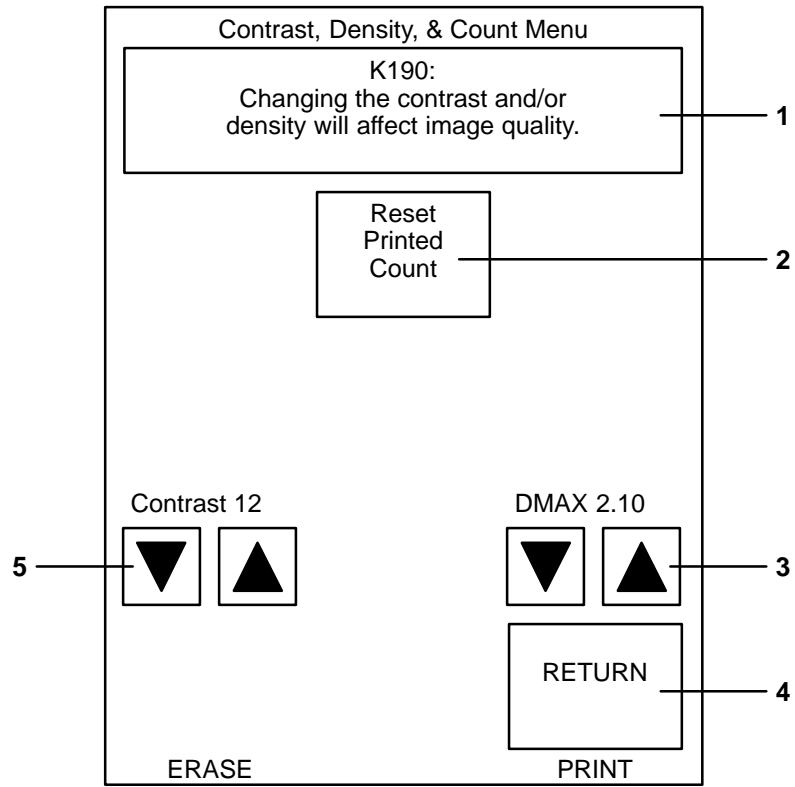 Contrast, Density, & Count Menu
K190:
Changing the contrast and/or
density will affect image quality.
1
Reset
Printed
Count
2
Contrast 12
DMAX 2.10
5
3
RETURN
4
ERASE
PRINT